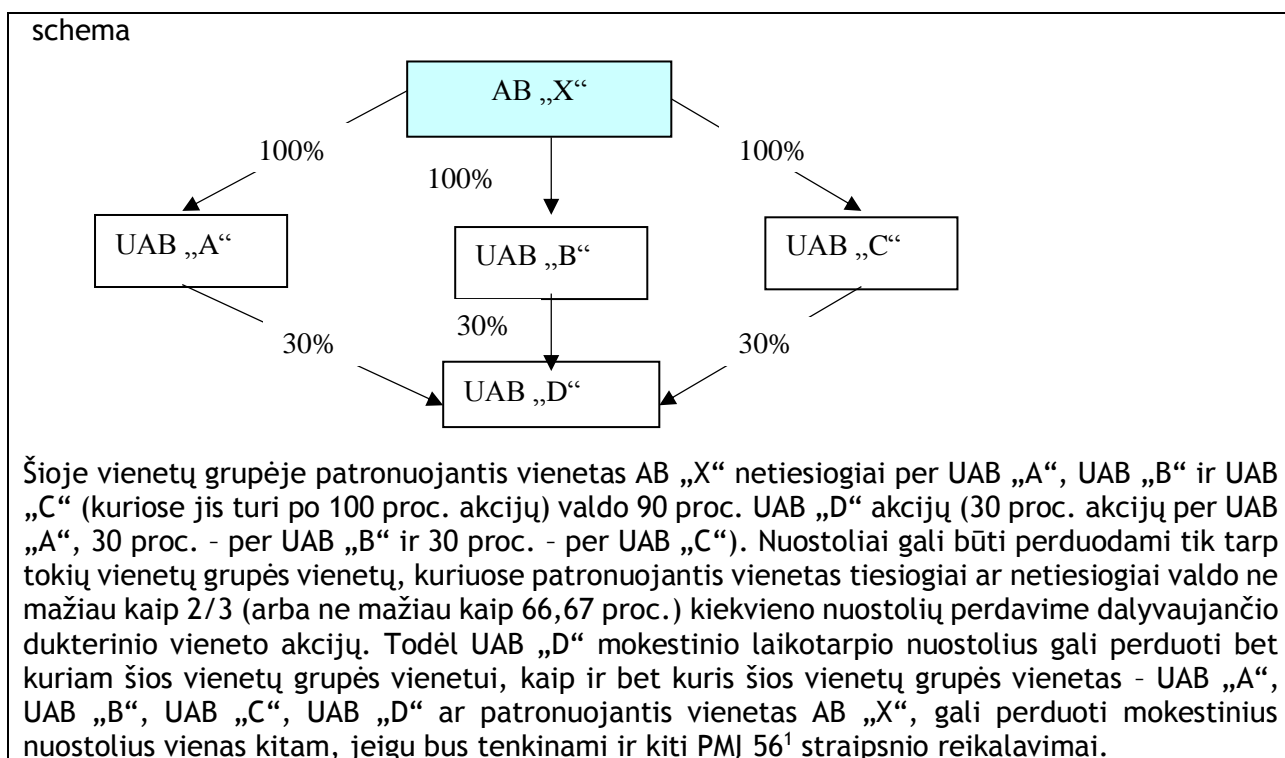 schema
AB „X“
100%
100%
100%
UAB „A“
UAB „B“
UAB „C“
30%
30%
30%
UAB „D“
Šioje vienetų grupėje patronuojantis vienetas AB „X“ netiesiogiai per UAB „A“, UAB „B“ ir UAB
„C“ (kuriose jis turi po 100 proc. akcijų) valdo 90 proc. UAB „D“ akcijų (30 proc. akcijų per UAB
„A“, 30 proc. - per UAB „B“ ir 30 proc. - per UAB „C“). Nuostoliai gali būti perduodami tik tarp
tokių vienetų grupės vienetų, kuriuose patronuojantis vienetas tiesiogiai ar netiesiogiai valdo ne
mažiau kaip 2/3 (arba ne mažiau kaip 66,67 proc.) kiekvieno nuostolių perdavime dalyvaujančio
dukterinio vieneto akcijų. Todėl UAB „D“ mokestinio laikotarpio nuostolius gali perduoti bet
kuriam šios vienetų grupės vienetui, kaip ir bet kuris šios vienetų grupės vienetas - UAB „A“,
UAB „B“, UAB „C“, UAB „D“ ar patronuojantis vienetas AB „X“, gali perduoti mokestinius
nuostolius vienas kitam, jeigu bus tenkinami ir kiti PMĮ 56¹ straipsnio reikalavimai.